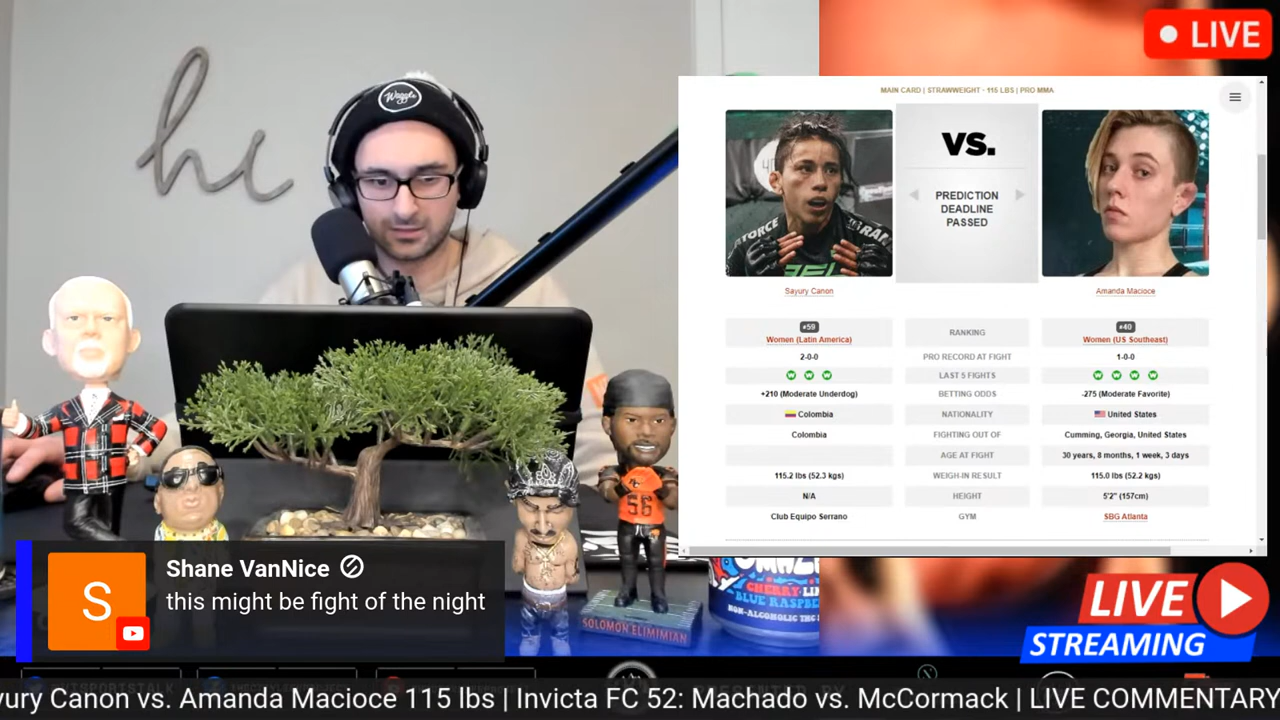 hi
Waggle
LIVE
MAIN CARD | STRAWWEIGHT - 115 LBS | PRO MMA
VS.
PREDICTION
DEADLINE
PASSED
Sayury Canon
Amanda Macioce
#59
RANKING
#40
Women (Latin America)
Women (US Southeast)
2-0-0
PRO RECORD AT FIGHT
1-0-0
W W W
LAST 5 FIGHTS
W W W W
+210 (Moderate Underdog)
BETTING ODDS
-275 (Moderate Favorite)
Colombia
NATIONALITY
United States
Colombia
FIGHTING OUT OF
Cumming, Georgia, United States
AGE AT FIGHT
30 years, 8 months, 1 week, 3 days
115.2 lbs (52.3 kgs)
WEIGH-IN RESULT
115.0 lbs (52.2 kgs)
N/A
HEIGHT
5'2" (157cm)
Club Equipo Serrano
GYM
SBG Atlanta
56
SOLOMON ELIMIMIAN
S
Shane VanNice
this might be fight of the night
LIVE
STREAMING
yury Canon vs. Amanda Macioce 115 lbs | Invicta FC 52: Machado vs. McCormack | LIVE COMMENTARY